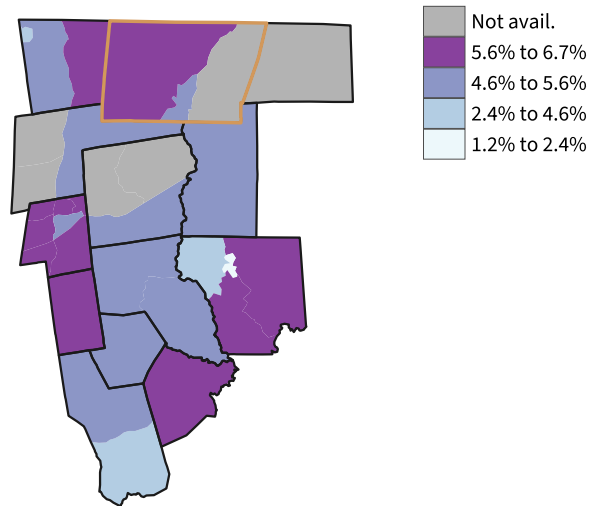 Not avail.
5.6% to 6.7%
4.6% to 5.6%
2.4% to 4.6%
1.2% to 2.4%